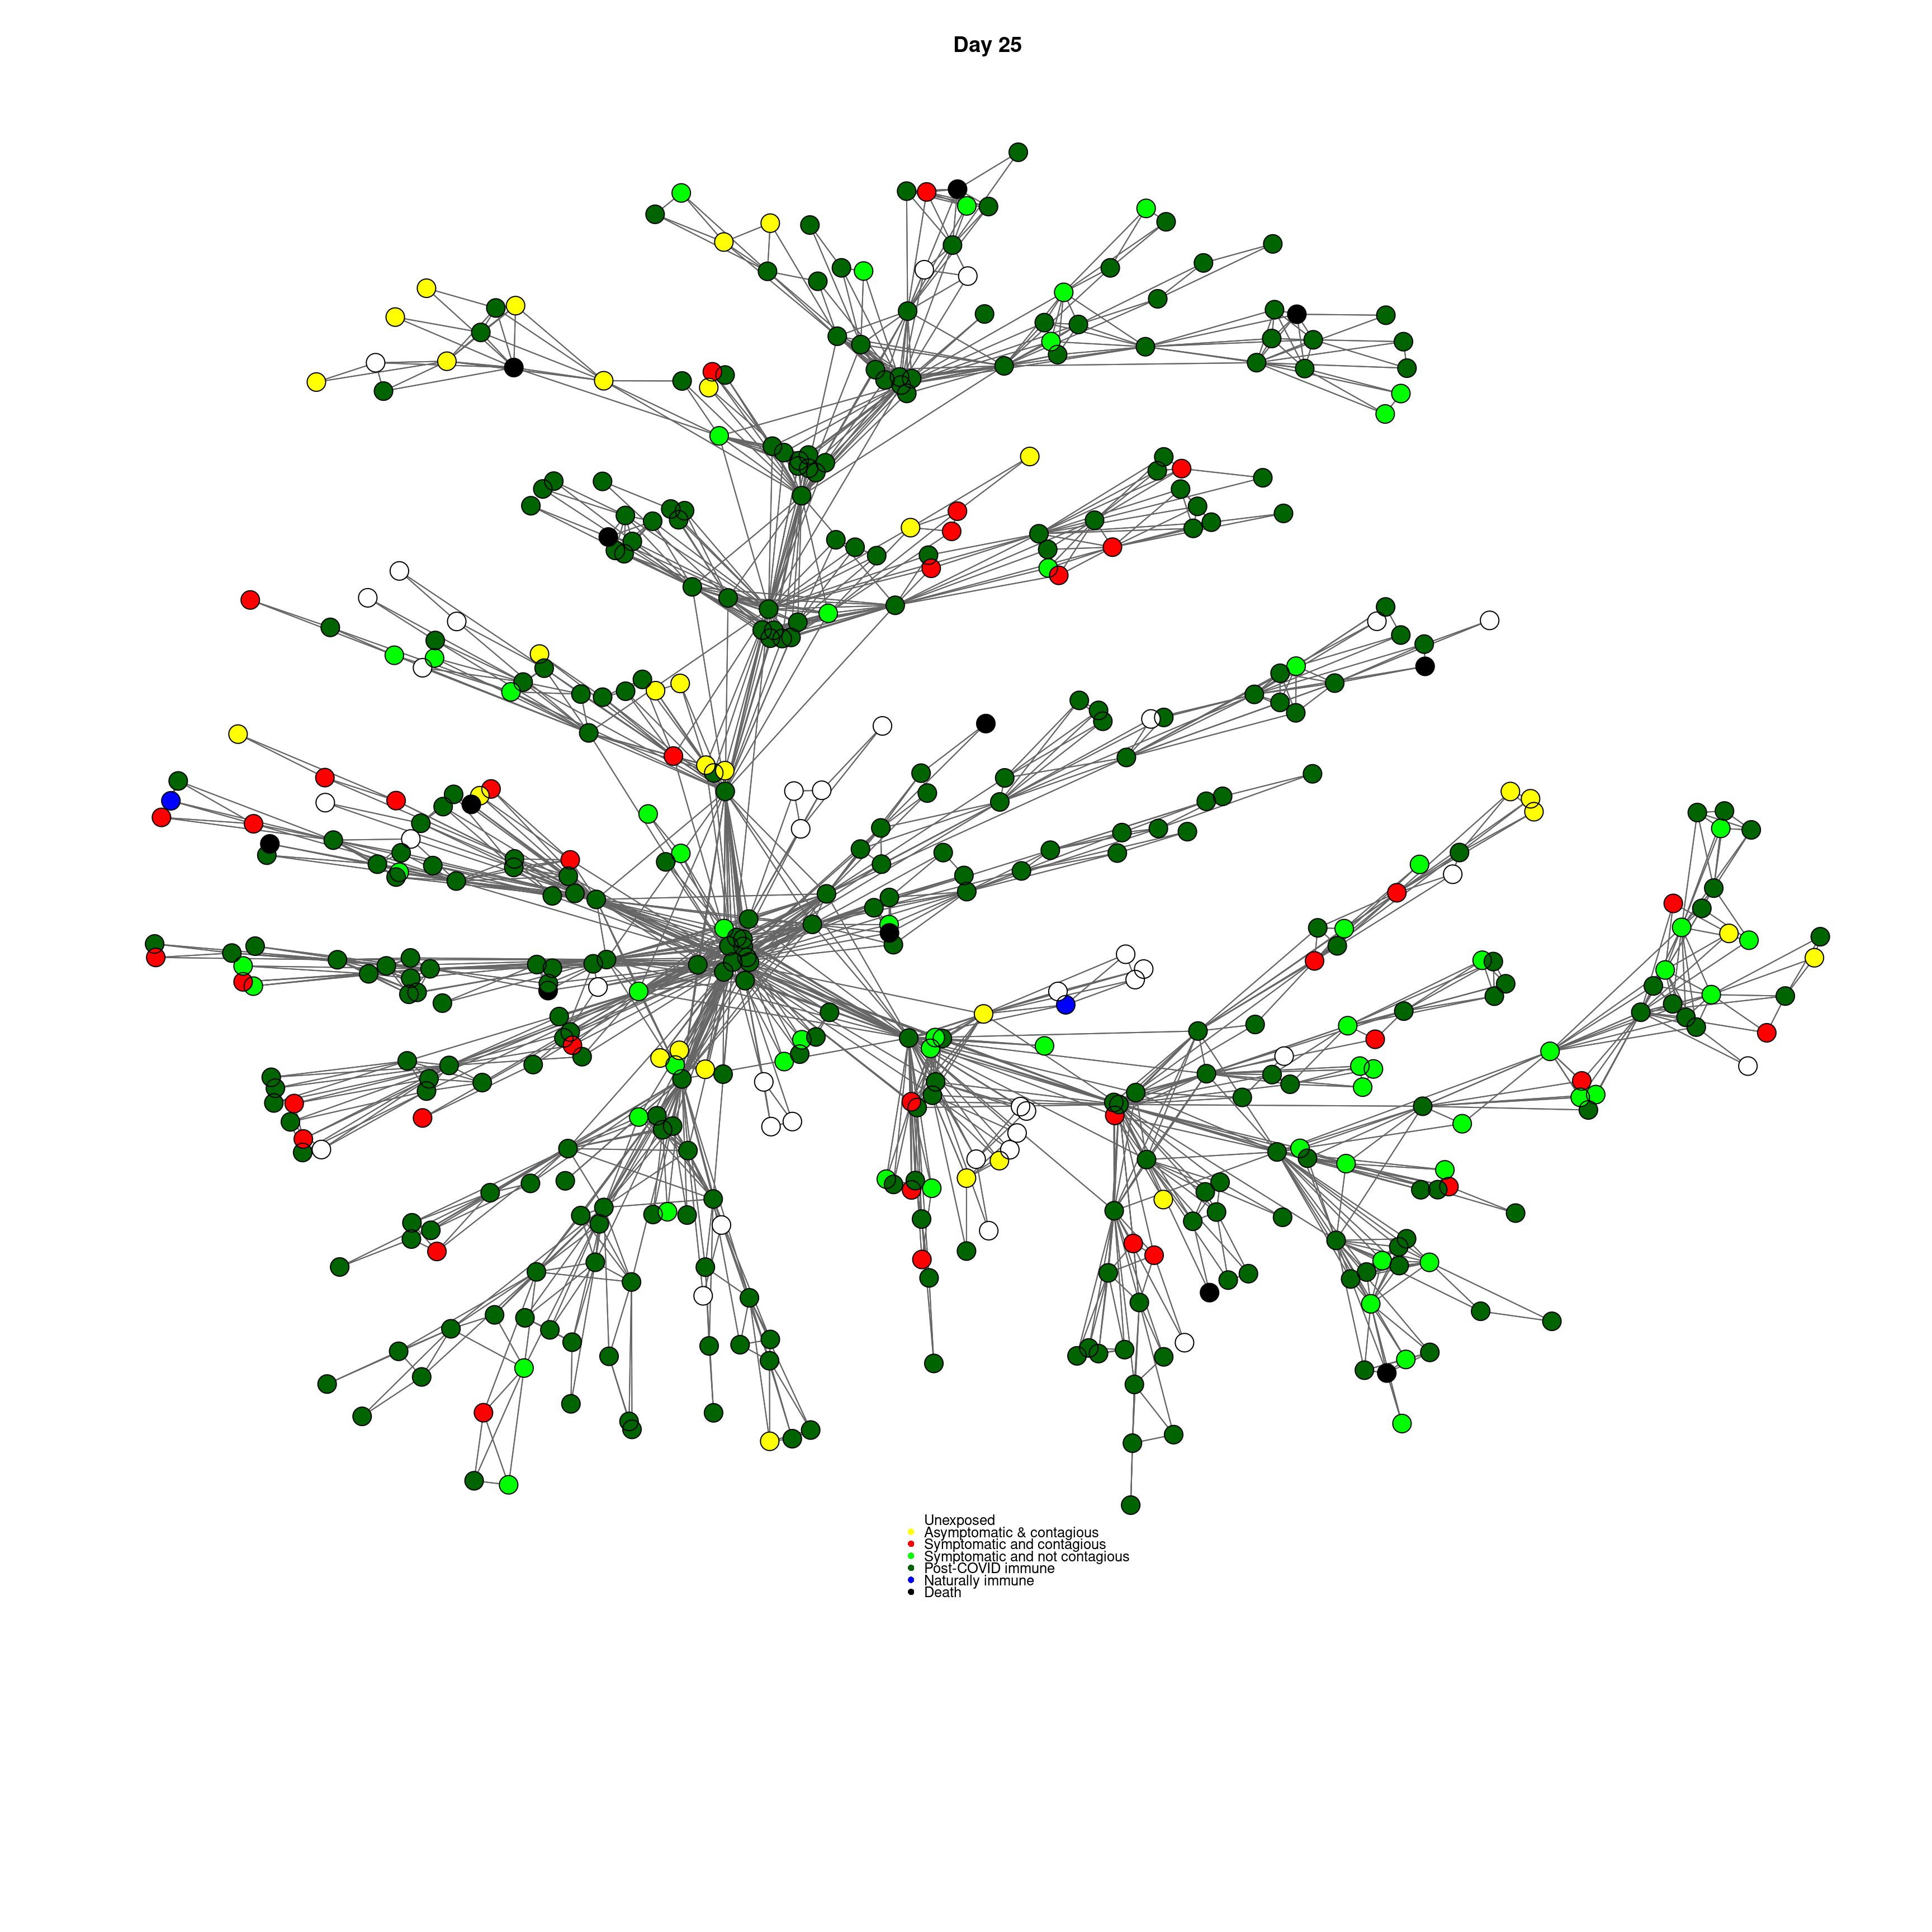 Day 25
Unexposed
Asymptomatic & contagious
Symptomatic and contagious
Symptomatic and not contagious
Post-COVID immune
Naturally immune
Death